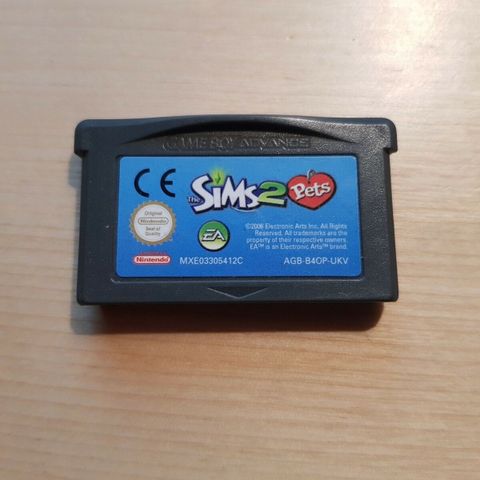 GAME BOY ADVANCE
CE
The SiMS 2 Pets
Original
Nintendo
Seal of
Quality
EA
©2006 Electronic Arts Inc. All Rights
Reserved. All trademarks are the
property of their respective owners.
EA™ is an Electronic Arts™ brand.
Nintendo
MXE03305412C
AGB-B4OP-UKV